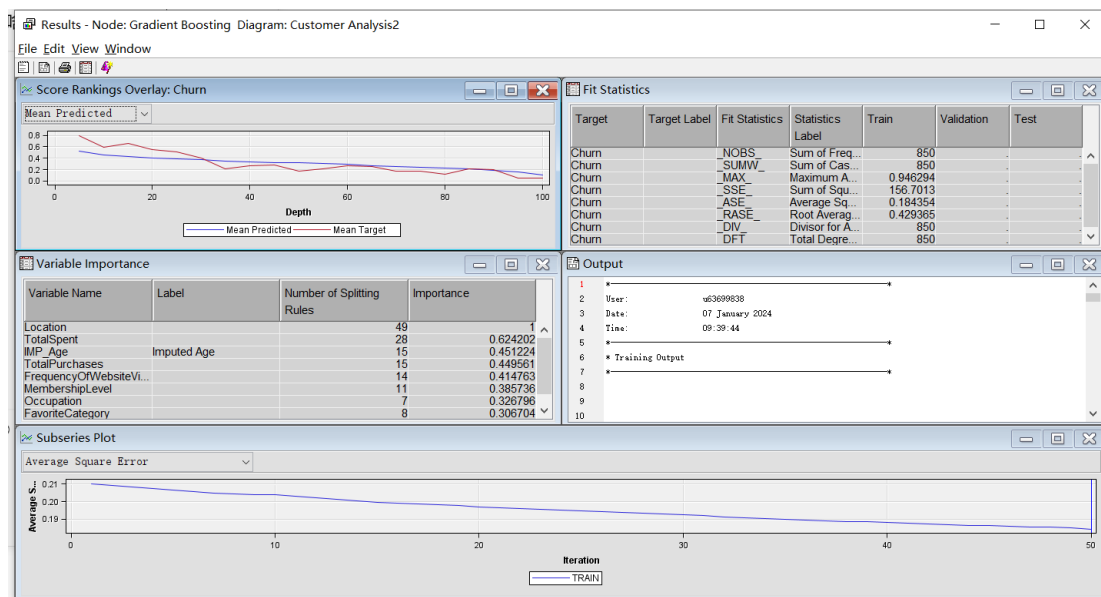 Results - Node: Gradient Boosting Diagram: Customer Analysis2
File Edit View Window
Score Rankings Overlay: Churn
Mean Predicted
0.8
0.6
0.4
0.2
0.0
0 20 40 60 80 100
Depth
Mean Predicted Mean Target
Fit Statistics
Target Target Label Fit Statistics Statistics Label Train Validation Test
Churn _NOBS_ Sum of Freq... 850 . .
Churn _SUMW_ Sum of Cas... 850 . .
Churn _MAX_ Maximum A... 0.946294 . .
Churn _SSE_ Sum of Squ... 156.7013 . .
Churn _ASE_ Average Sq... 0.184354 . .
Churn _RASE_ Root Averag... 0.429365 . .
Churn _DIV_ Divisor for A... 850 . .
Churn _DFT_ Total Degre... 850 . .
Variable Importance
Variable Name Label Number of Splitting Rules Importance
Location 49 1
TotalSpent 28 0.624202
IMP_Age Imputed Age 15 0.451224
TotalPurchases 15 0.449561
FrequencyOfWebsiteVi... 14 0.414763
MembershipLevel 11 0.385736
Occupation 7 0.326796
FavoriteCategory 8 0.306704
Output
1 *------------------------------------------------------------*
2 User: u63699838
3 Date: 07 January 2024
4 Time: 09:39:44
5 *------------------------------------------------------------*
6 * Training Output
7 *------------------------------------------------------------*
8
9
10
Subseries Plot
Average Square Error
Average S...
0.21
0.20
0.19
0 10 20 30 40 50
Iteration
TRAIN